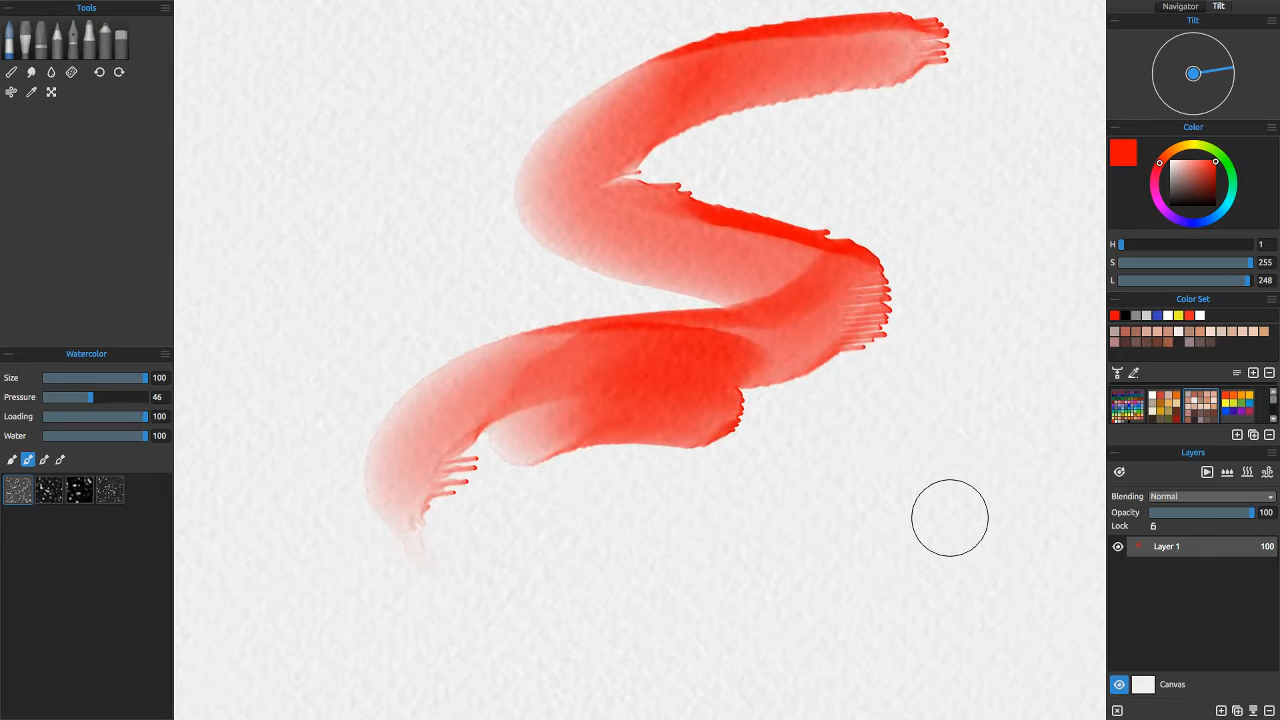 Tools
Watercolor
Size 100
Pressure 46
Loading 100
Water 100
Navigator Tilt
Tilt
Color
H 1
S 255
L 248
Color Set
Layers
Blending Normal
Opacity 100
Lock
Layer 1 100
Canvas